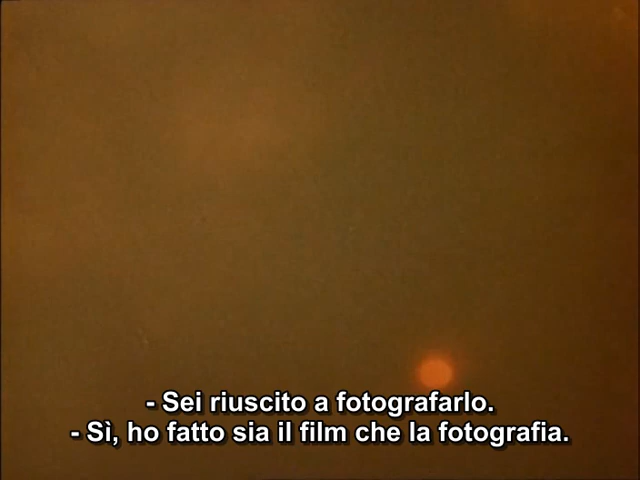 - Sei riuscito a fotografarlo.
- Sì, ho fatto sia il film che la fotografia.